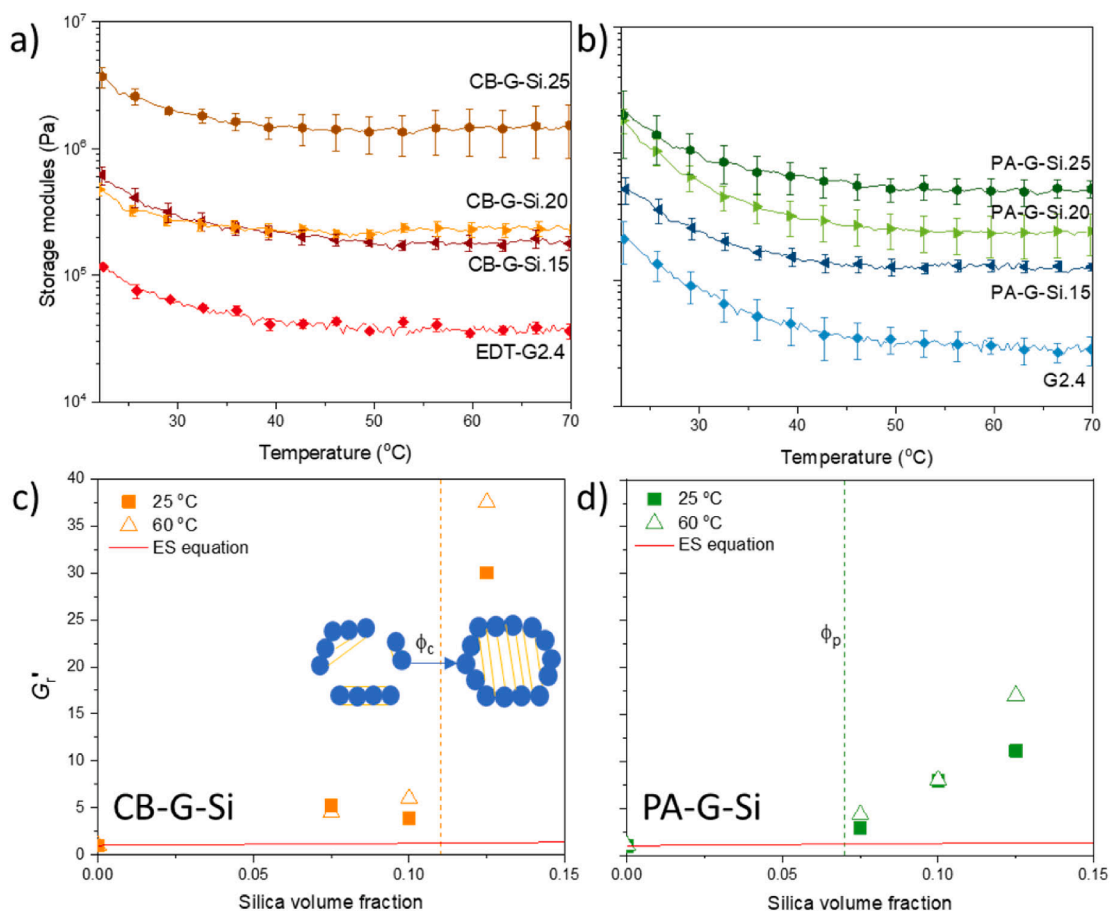 a)
Storage modules (Pa)
10⁷
10⁶
10⁵
10⁴
CB-G-Si.25
CB-G-Si.20
CB-G-Si.15
EDT-G2.4
30
40
50
60
70
Temperature (°C)
b)
PA-G-Si.25
PA-G-Si.20
PA-G-Si.15
G2.4
30
40
50
60
70
Temperature (°C)
c)
G'r
40
35
30
25
20
15
10
5
0
25 ºC
60 ºC
ES equation
ϕc
CB-G-Si
0.00
0.05
0.10
0.15
Silica volume fraction
d)
25 ºC
60 ºC
ES equation
ϕp
PA-G-Si
0.00
0.05
0.10
0.15
Silica volume fraction